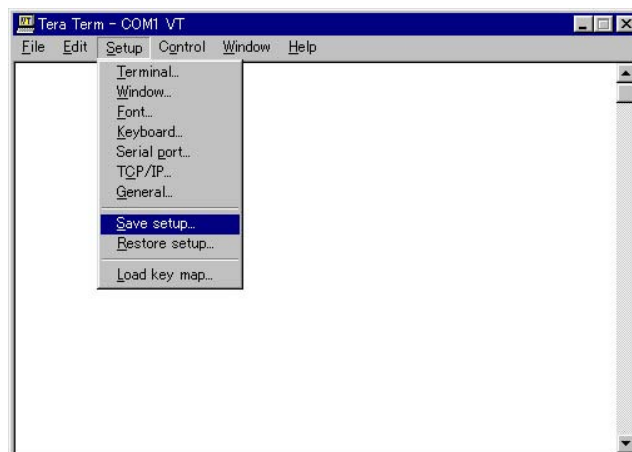 Tera Term - COM1 VT
File Edit Setup Control Window Help
Terminal...
Window...
Font...
Keyboard...
Serial port...
TCP/IP...
General...
Save setup...
Restore setup...
Load key map...